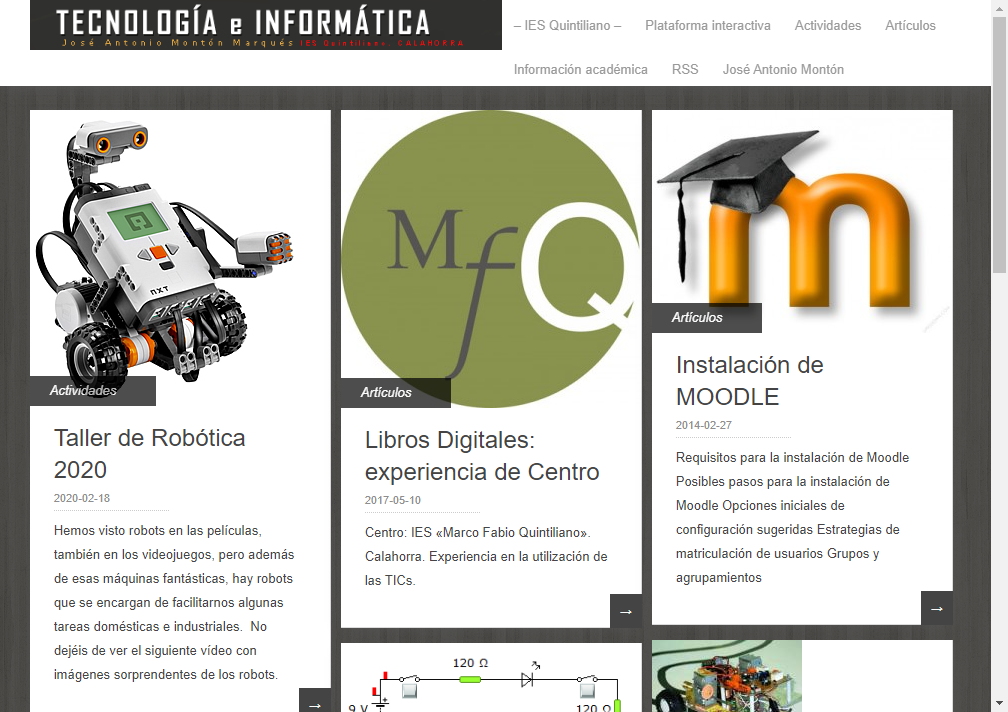 TECNOLOGÍA e INFORMÁTICA
José Antonio Montón Marqués IES Quintiliano. CALAHORRA
– IES Quintiliano –
Plataforma interactiva
Actividades
Artículos
Información académica
RSS
José Antonio Montón
NXT
Actividades
Taller de Robótica
2020
2020-02-18
Hemos visto robots en las películas,
también en los videojuegos, pero además
de esas máquinas fantásticas, hay robots
que se encargan de facilitarnos algunas
tareas domésticas e industriales.  No
dejéis de ver el siguiente vídeo con
imágenes sorprendentes de los robots.
→
MfQ
Artículos
Libros Digitales:
experiencia de Centro
2017-05-10
Centro: IES «Marco Fabio Quintiliano».
Calahorra. Experiencia en la utilización de
las TICs.
→
120 Ω
9 V
120 Ω
m
Artículos
Instalación de
MOODLE
2014-02-27
Requisitos para la instalación de Moodle
Posibles pasos para la instalación de
Moodle Opciones iniciales de
configuración sugeridas Estrategias de
matriculación de usuarios Grupos y
agrupamientos
→